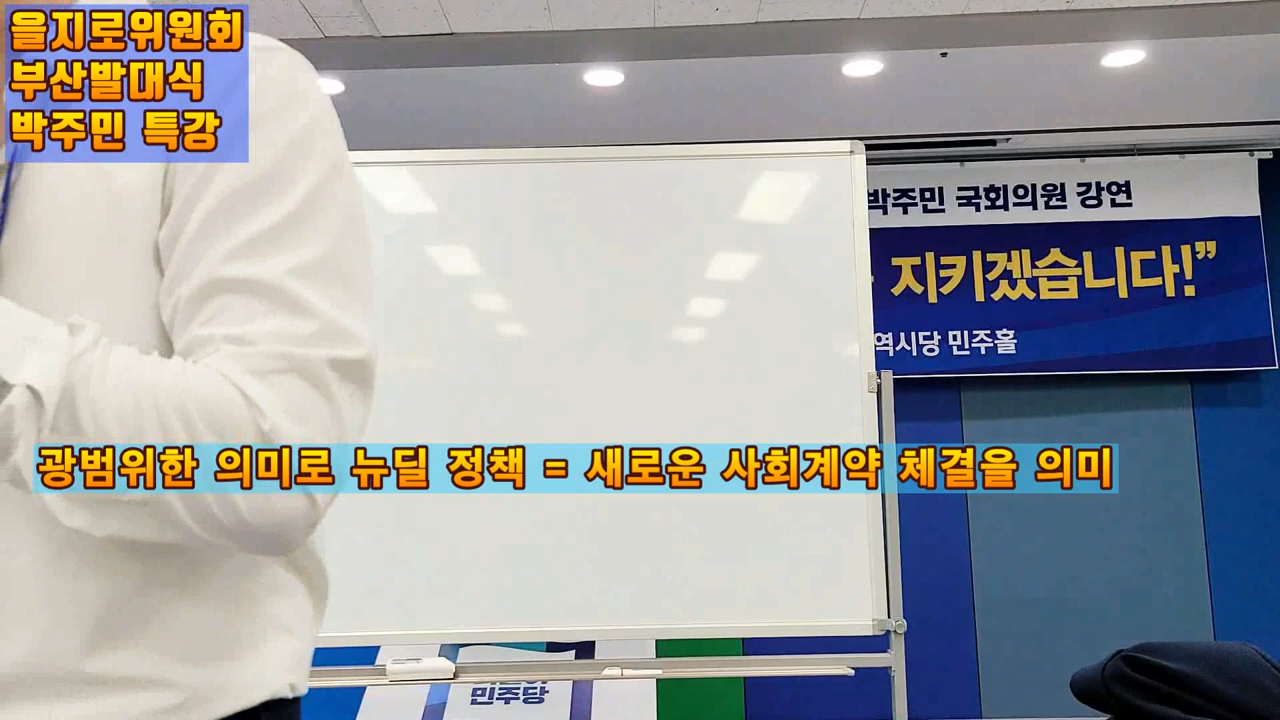 을지로위원회
부산발대식
박주민 특강
박주민 국회의원 강연
지키겠습니다!”
역시당 민주홀
광범위한 의미로 뉴딜 정책 = 새로운 사회계약 체결을 의미
민주당